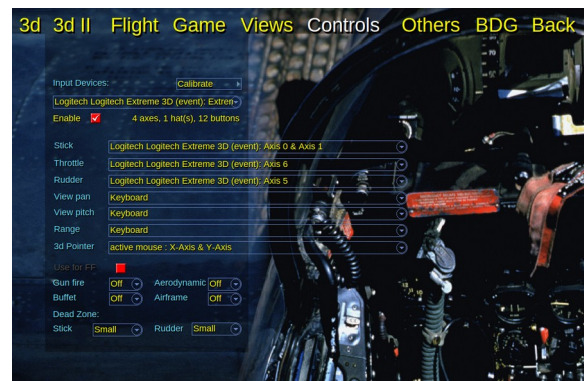 3d 3d II Flight Game Views Controls Others BDG Back
Input Devices: Calibrate
Logitech Logitech Extreme 3D (event): Extren
Enable 4 axes, 1 hat(s), 12 buttons
Stick Logitech Logitech Extreme 3D (event): Axis 0 & Axis 1
Throttle Logitech Logitech Extreme 3D (event): Axis 6
Rudder Logitech Logitech Extreme 3D (event): Axis 5
View pan Keyboard
View pitch Keyboard
Range Keyboard
3d Pointer active mouse : X-Axis & Y-Axis
Use for FF
Gun fire Off Aerodynamic Off
Buffet Off Airframe Off
Dead Zone:
Stick Small Rudder Small